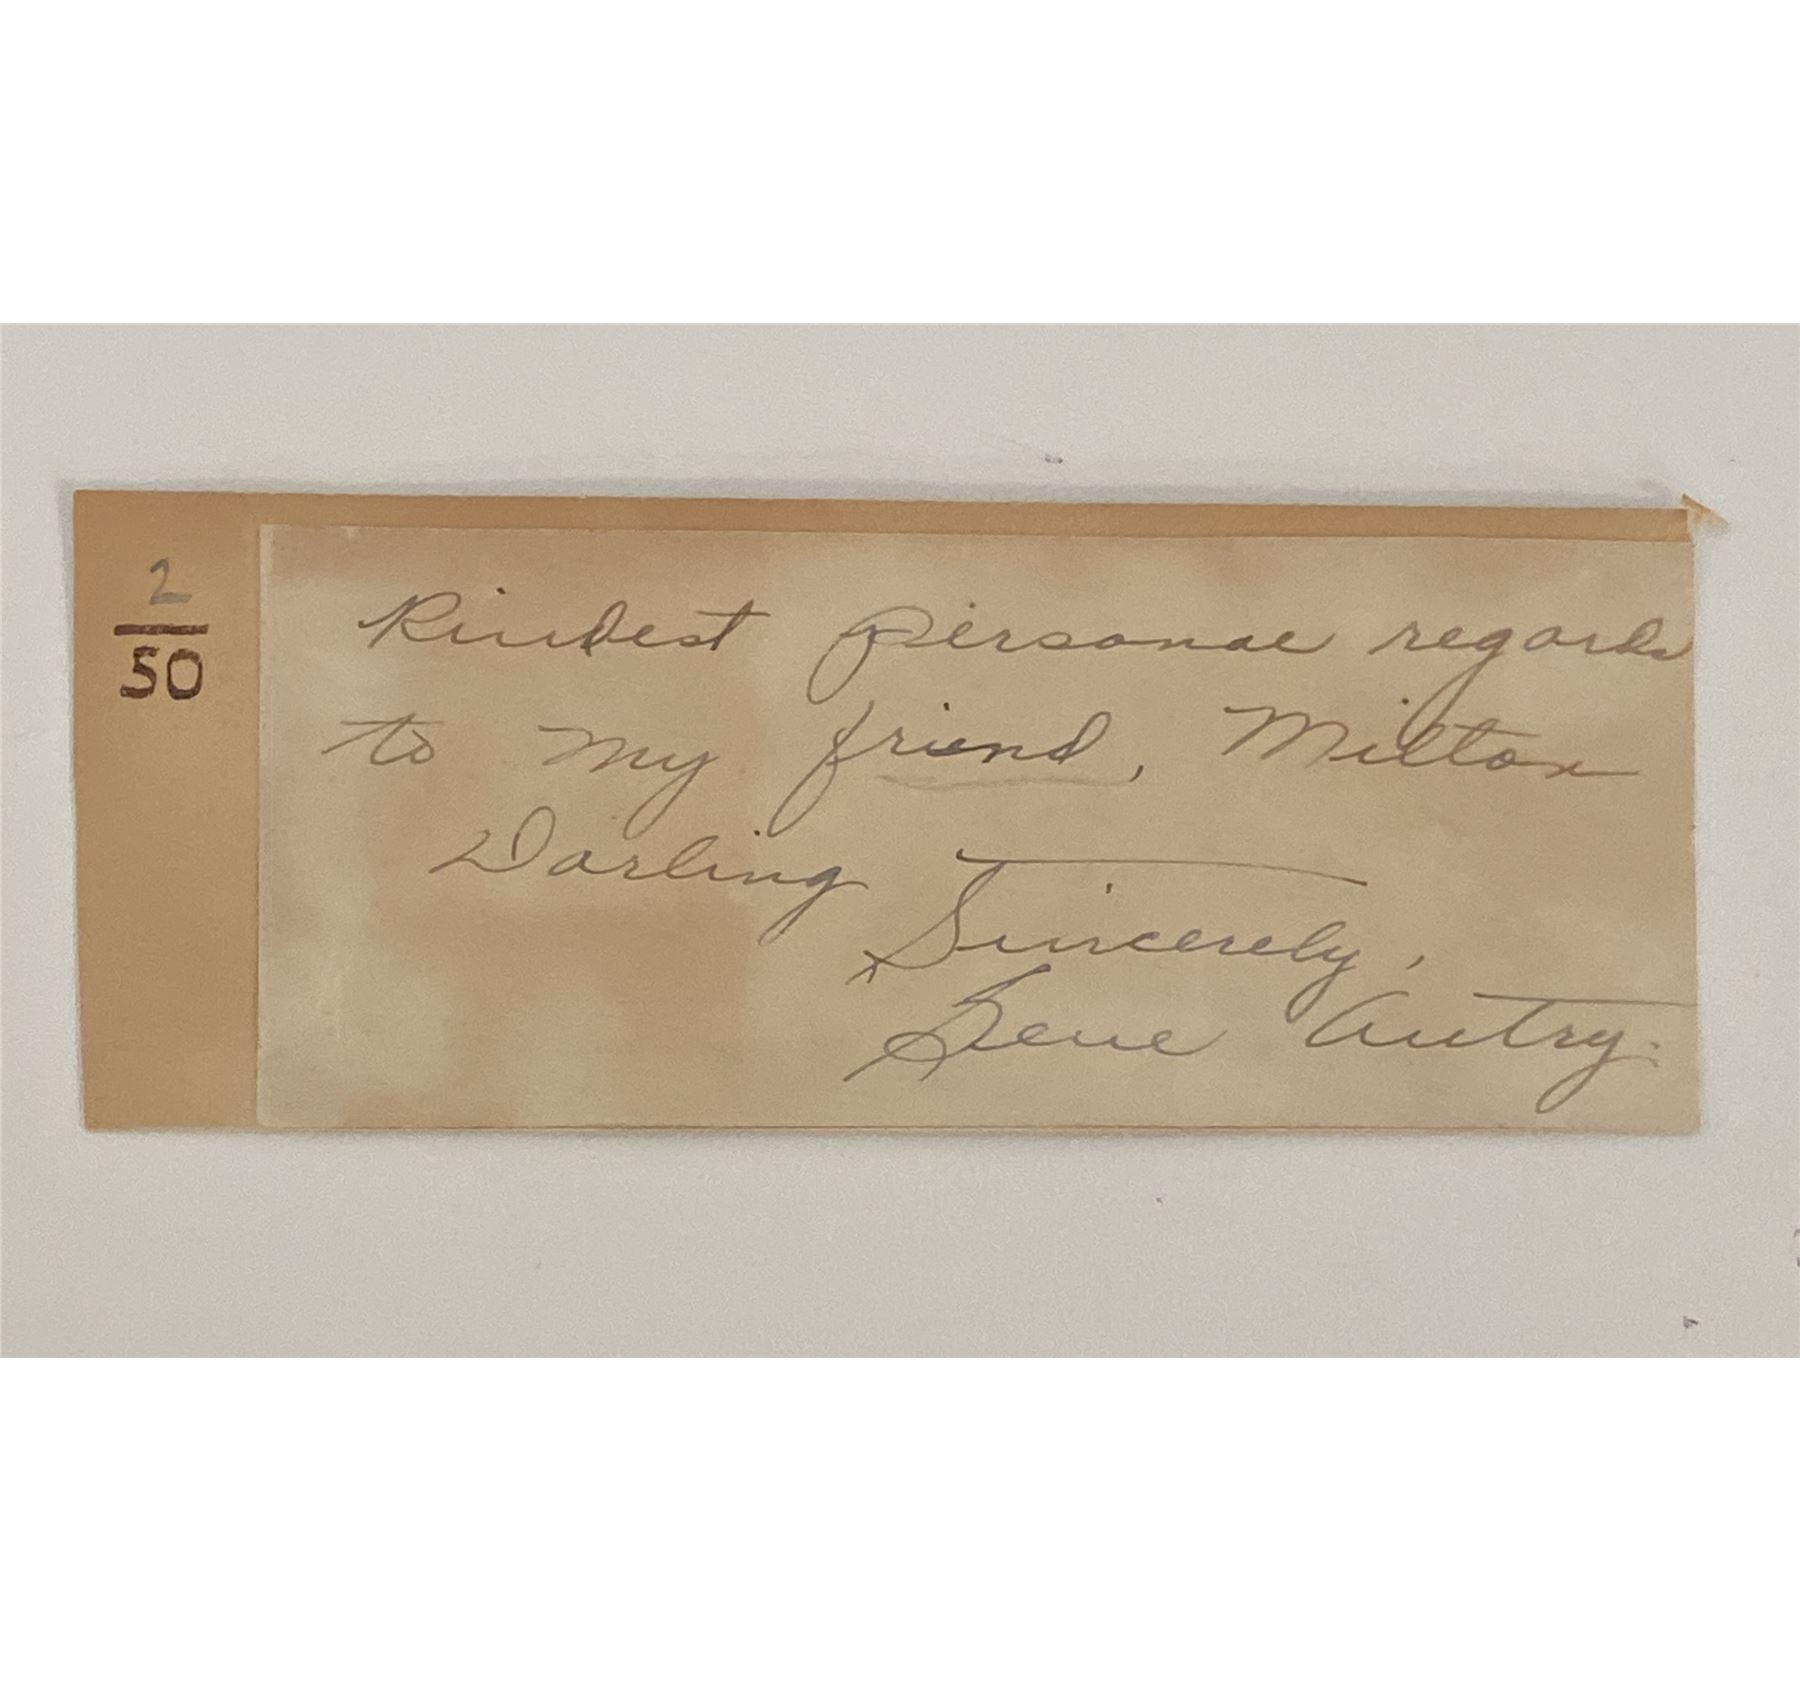 2
50
Kindest personal regards
to my friend, Milton
Darling
Sincerely,
Gene Autry